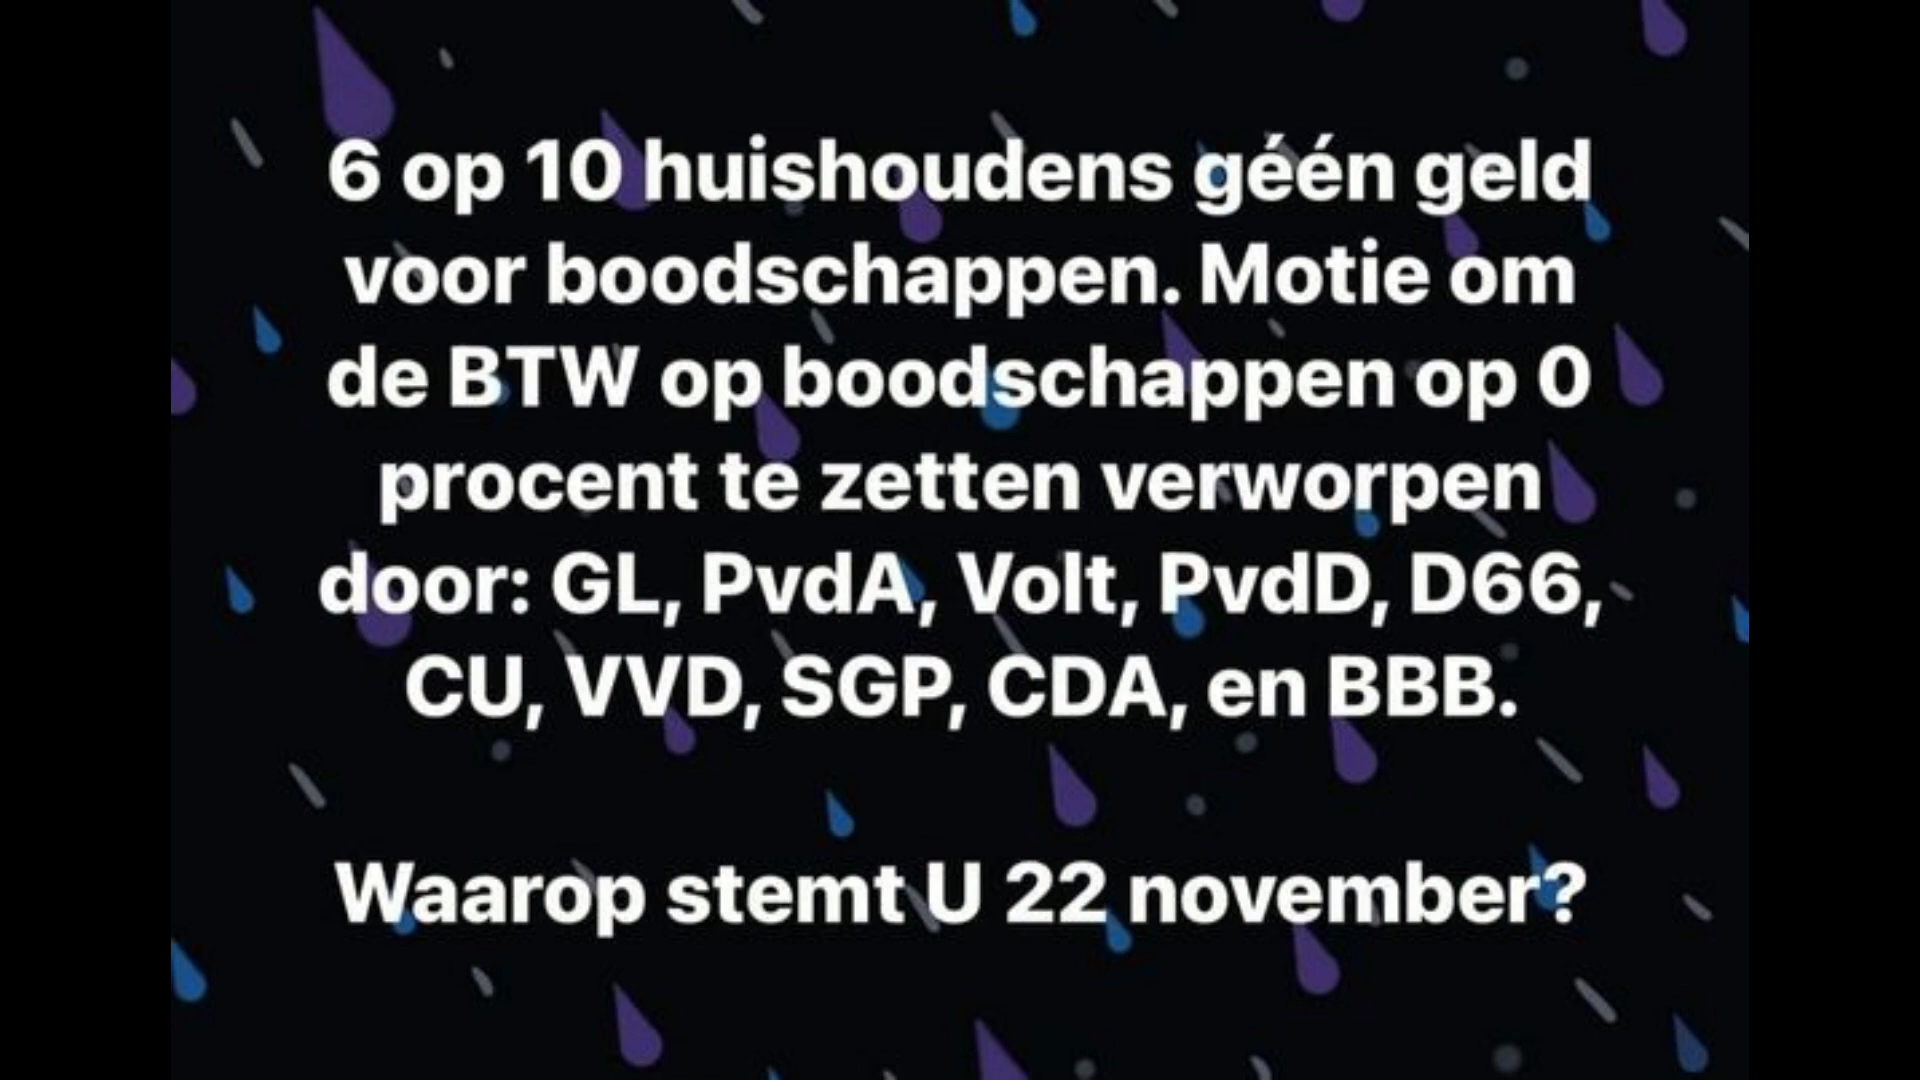 6 op 10 huishoudens géén geld
voor boodschappen. Motie om
de BTW op boodschappen op 0
procent te zetten verworpen
door: GL, PvdA, Volt, PvdD, D66,
CU, VVD, SGP, CDA, en BBB.
Waarop stemt U 22 november?